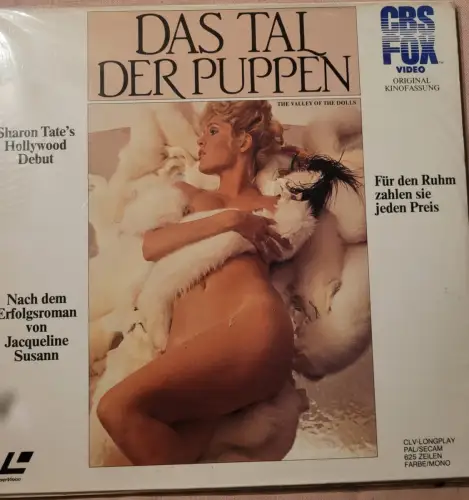 DAS TAL
DER PUPPEN
THE VALLEY OF THE DOLLS
CBS
FOX
VIDEO
ORIGINAL
KINOFASSUNG
Sharon Tate's
Hollywood
Debut
Für den Ruhm
zahlen sie
jeden Preis
Nach dem
Erfolgsroman
von
Jacqueline
Susann
CLV-LONGPLAY
PAL/SECAM
625 ZEILEN
FARBE/MONO